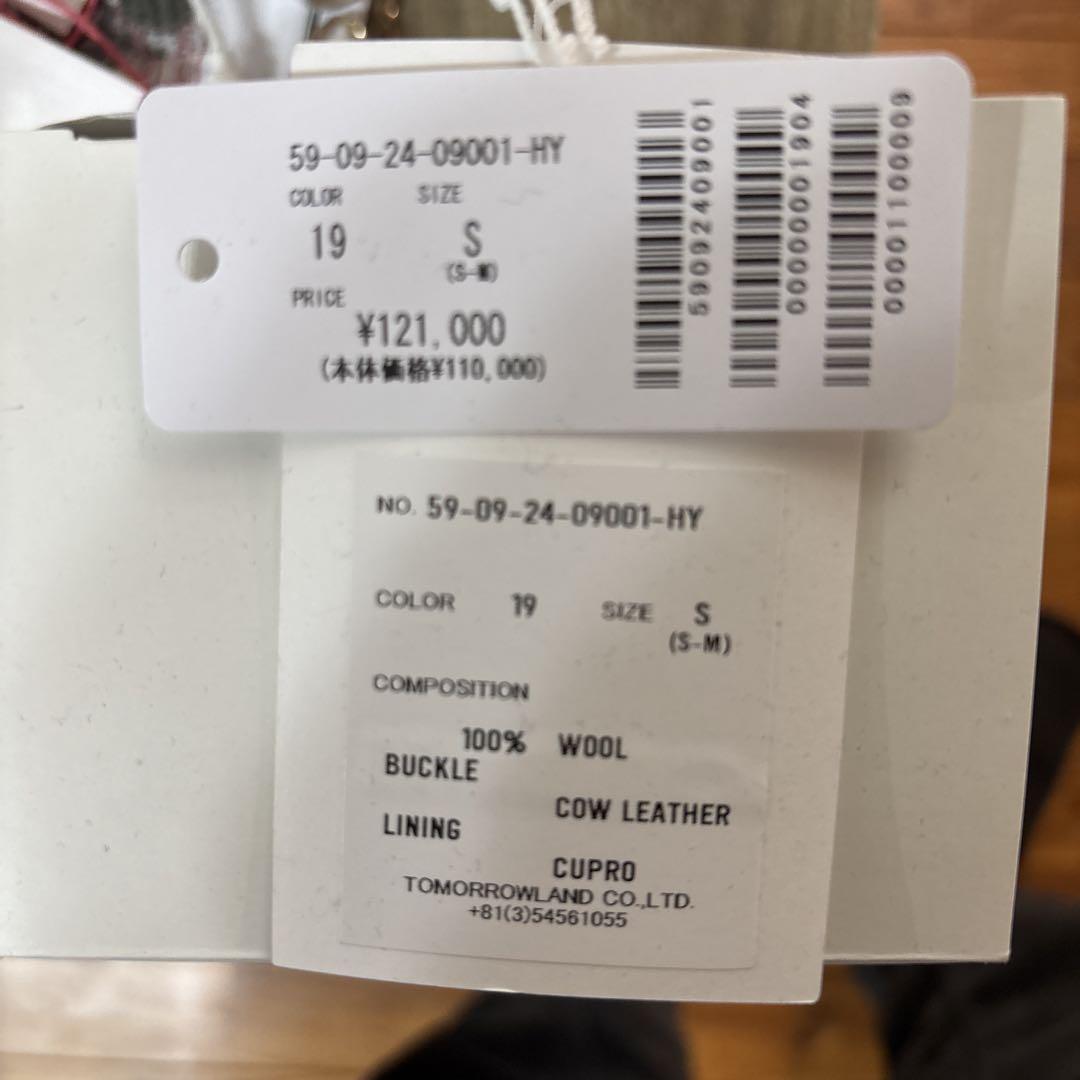 59-09-24-09001-HY
COLOR SIZE
19 S
(S-M)
PRICE
¥121,000
(本体価格¥110,000)
59092409001
0000001904
0000110009
NO. 59-09-24-09001-HY
COLOR 19 SIZE S
(S-M)
COMPOSITION
100% WOOL
BUCKLE
COW LEATHER
LINING
CUPRO
TOMORROWLAND CO.,LTD.
+81(3)54561055